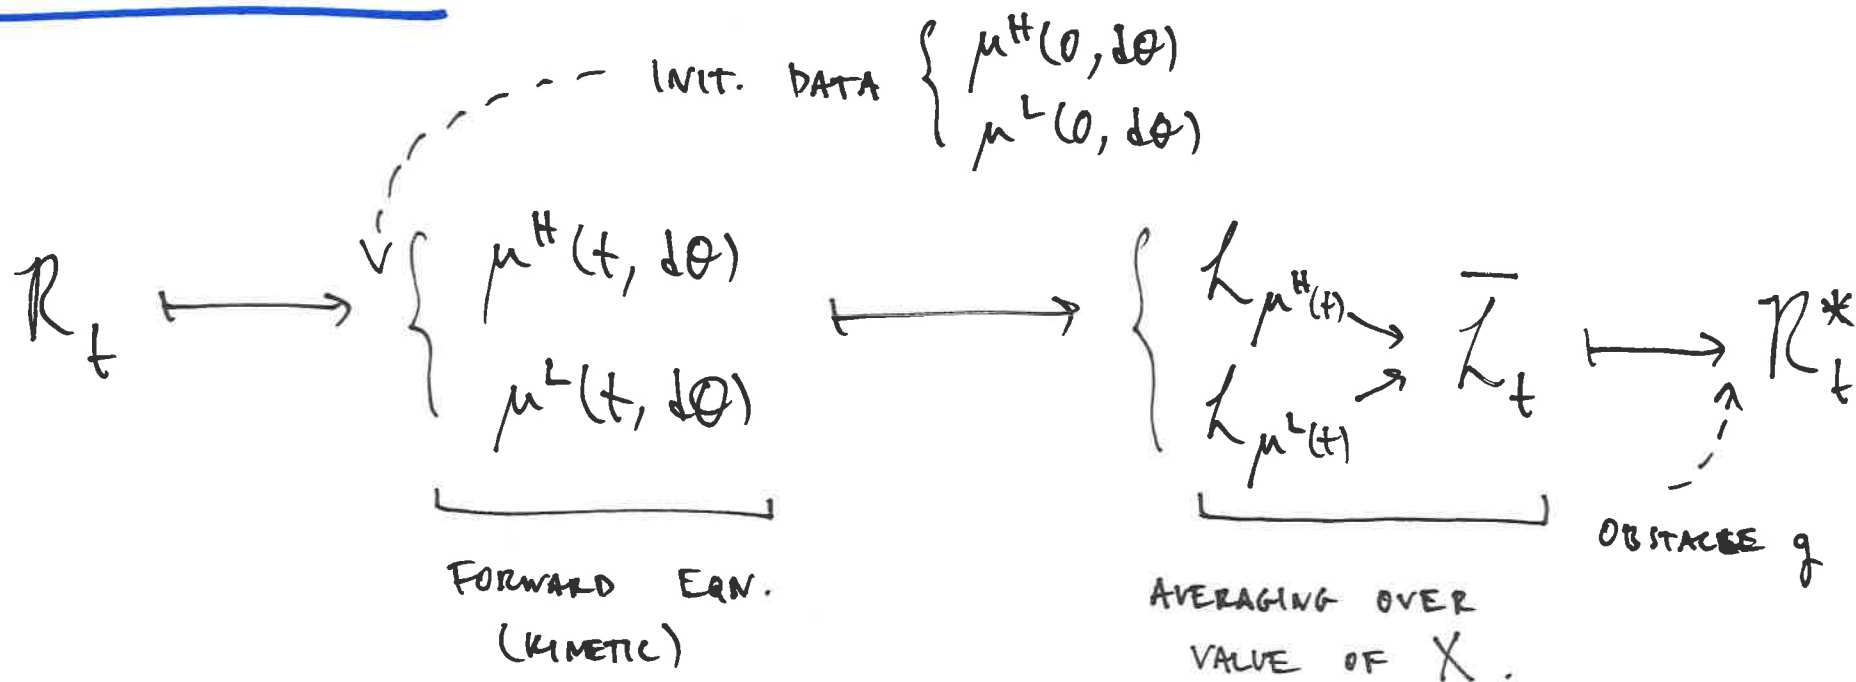 INIT. DATA { μ^H(0, dθ)
μ^L(0, dθ)
R_t ↦ { μ^H(t, dθ)
μ^L(t, dθ)
↦ { L_{μ^H(t)}
L_{μ^L(t)}
→ L̄_t ↦ R_t^*
FORWARD EQN.
(KINETIC)
AVERAGING OVER
VALUE OF X.
OBSTACLE g